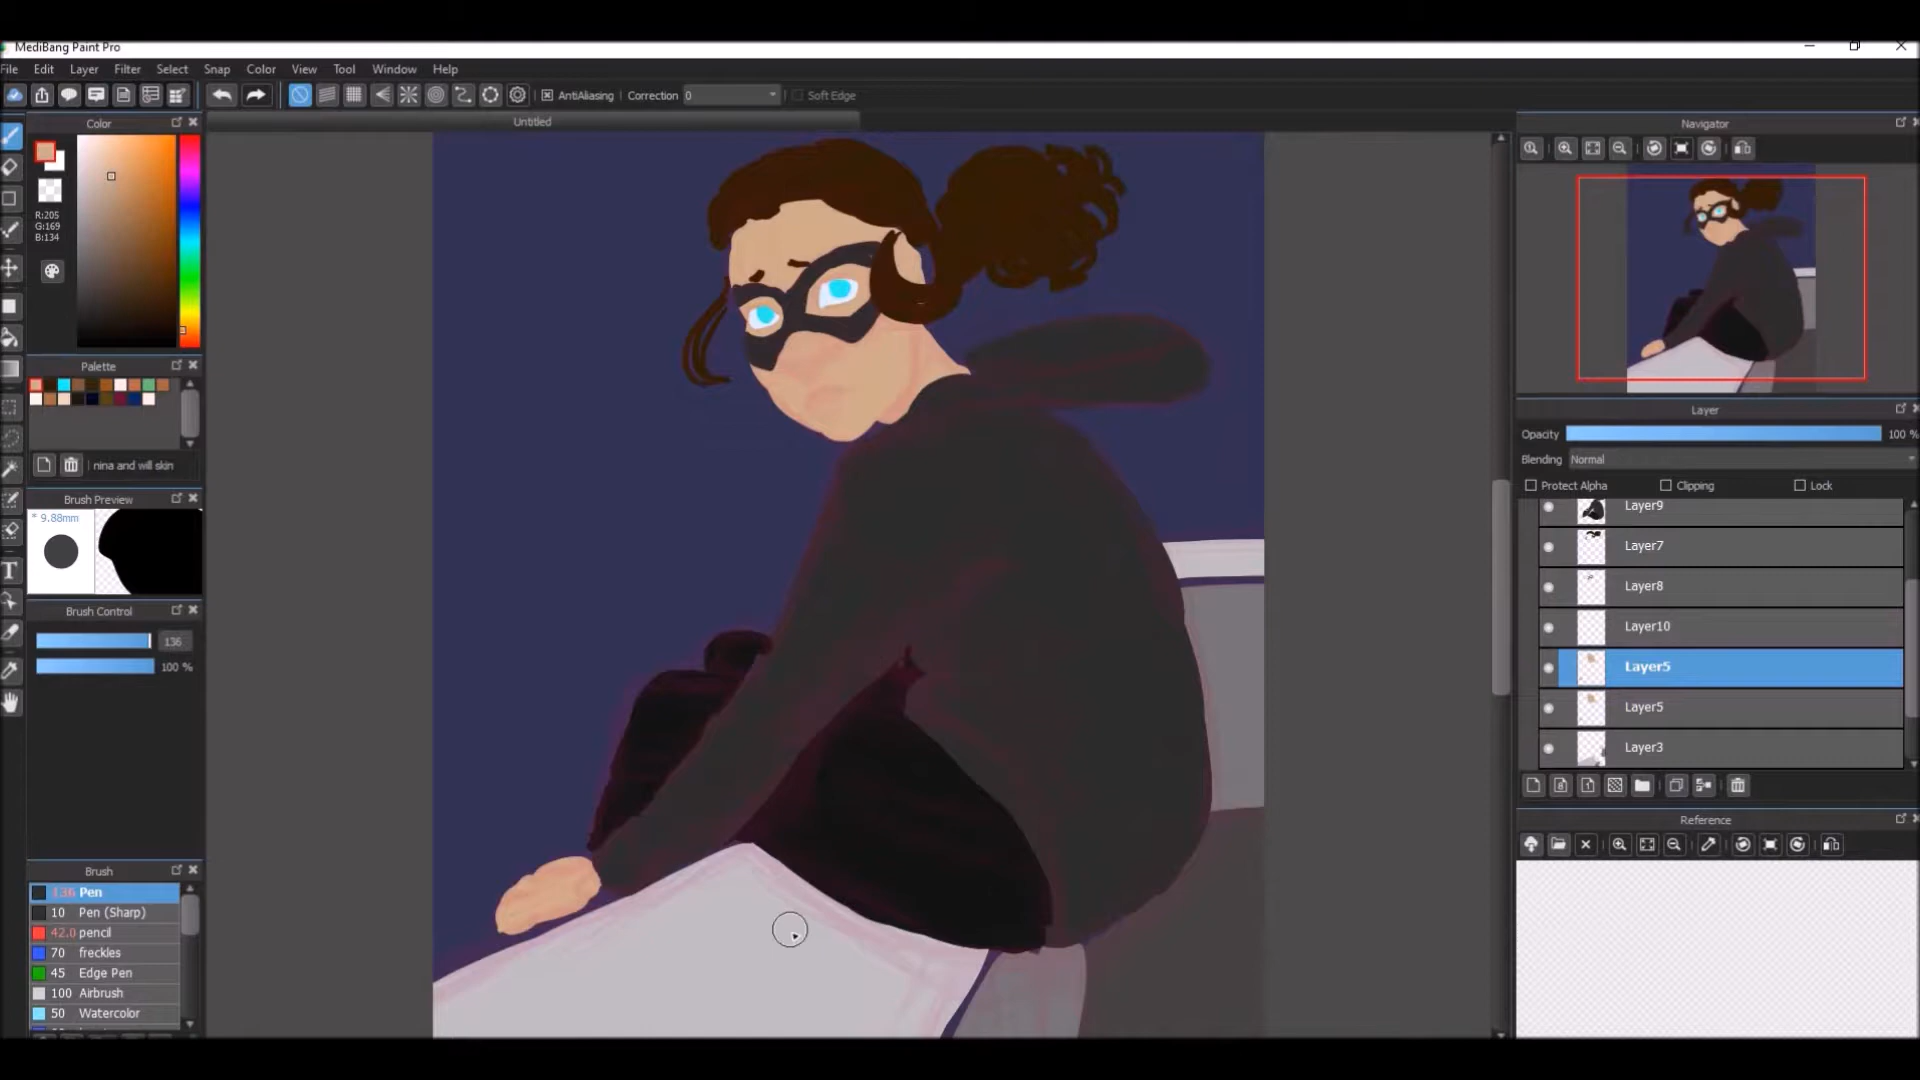 MediBang Paint Pro
File Edit Layer Filter Select Snap Color View Tool Window Help
AntiAliasing Correction 0 Soft Edge
Color
Untitled
Navigator
R:205
G:169
B:134
Palette
nina and will skin
Brush Preview
* 9.88mm
Brush Control
136
100 %
Brush
136 Pen
10 Pen (Sharp)
42.0 pencil
70 freckles
45 Edge Pen
100 Airbrush
50 Watercolor
Layer
Opacity 100 %
Blending Normal
Protect Alpha Clipping Lock
Layer9
Layer7
Layer8
Layer10
Layer5
Layer5
Layer3
Reference